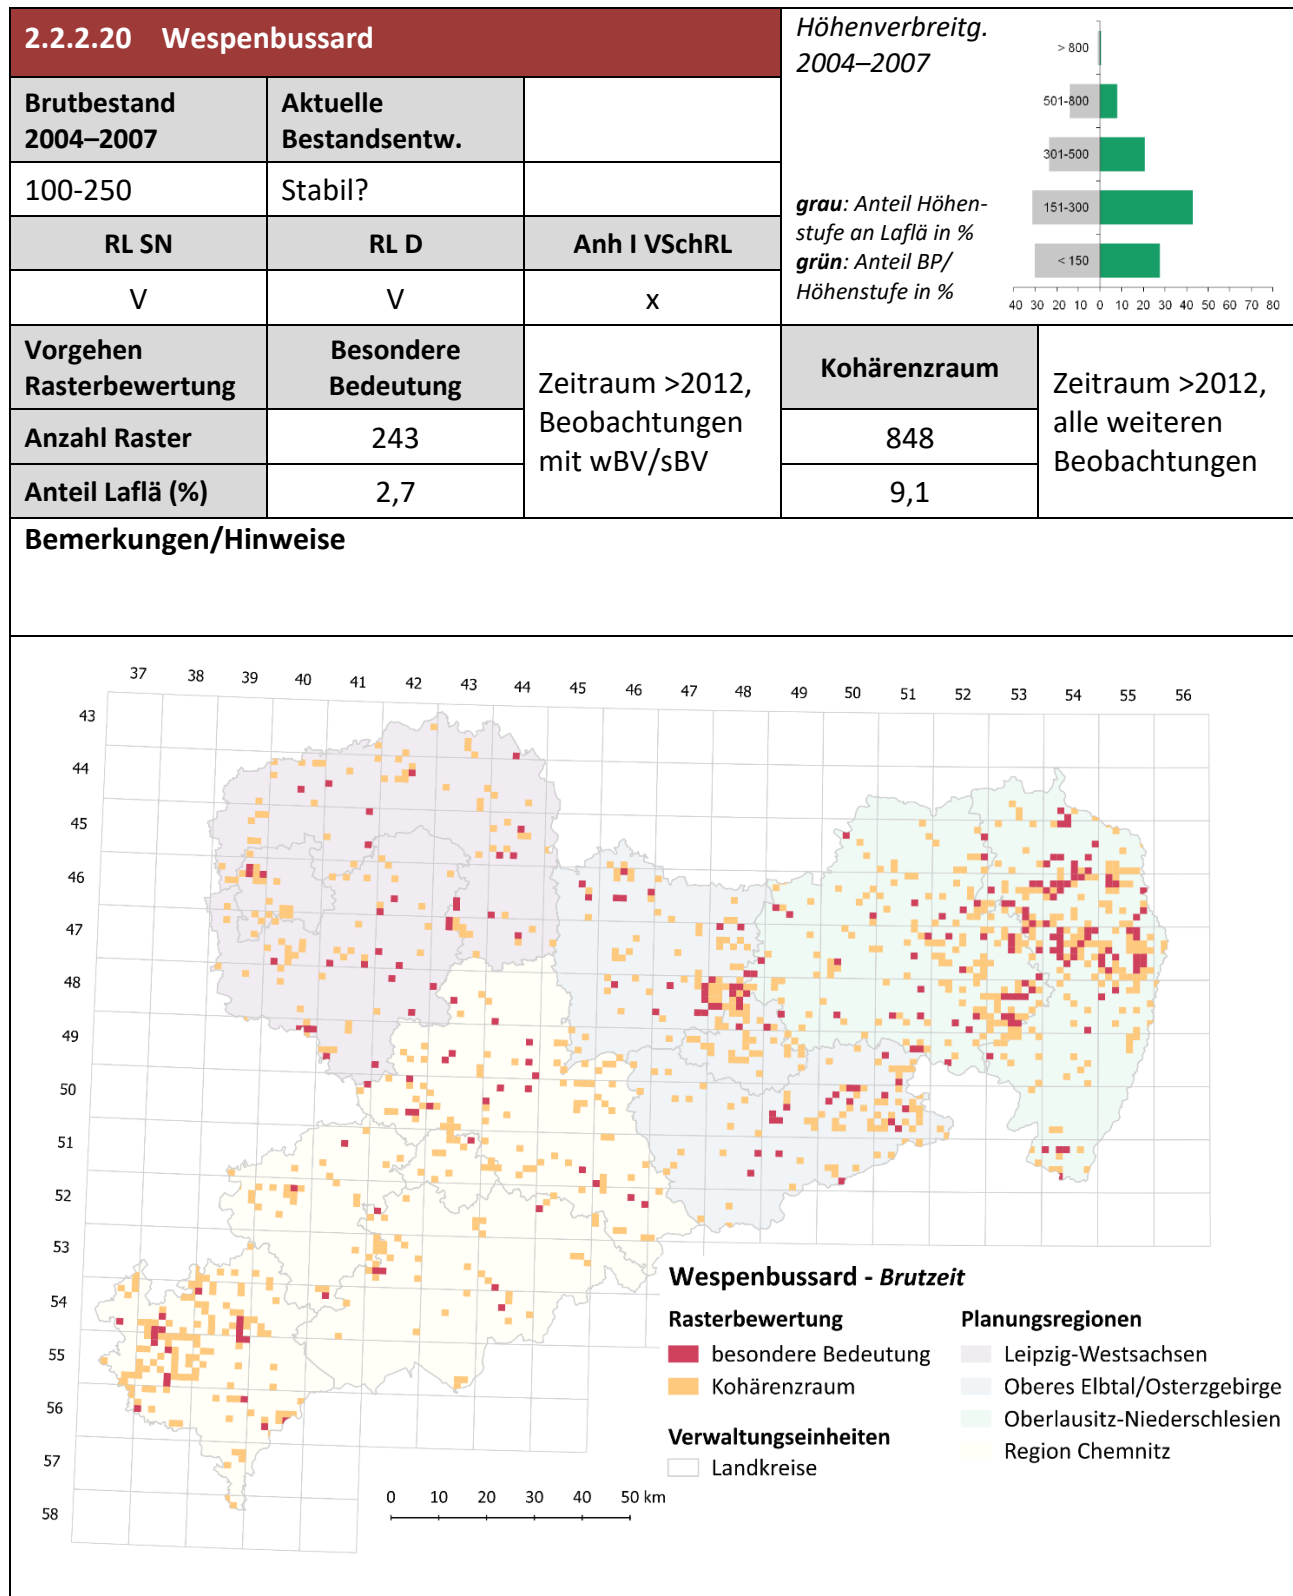 2.2.2.20 Wespenbussard
Höhenverbreitg.
2004–2007
Brutbestand
2004–2007
Aktuelle
Bestandsentw.
100-250
Stabil?
RL SN
RL D
Anh I VSchRL
V
V
x
grau: Anteil Höhen-
stufe an Laflä in %
grün: Anteil BP/
Höhenstufe in %
> 800
501-800
301-500
151-300
< 150
40 30 20 10 0 10 20 30 40 50 60 70 80
Vorgehen
Rasterbewertung
Besondere
Bedeutung
Zeitraum >2012,
Beobachtungen
mit wBV/sBV
Kohärenzraum
Zeitraum >2012,
alle weiteren
Beobachtungen
Anzahl Raster
243
848
Anteil Laflä (%)
2,7
9,1
Bemerkungen/Hinweise
37 38 39 40 41 42 43 44 45 46 47 48 49 50 51 52 53 54 55 56
43
44
45
46
47
48
49
50
51
52
53
54
55
56
57
58
Wespenbussard - Brutzeit
Rasterbewertung
besondere Bedeutung
Kohärenzraum
Verwaltungseinheiten
Landkreise
Planungsregionen
Leipzig-Westsachsen
Oberes Elbtal/Osterzgebirge
Oberlausitz-Niederschlesien
Region Chemnitz
0 10 20 30 40 50 km